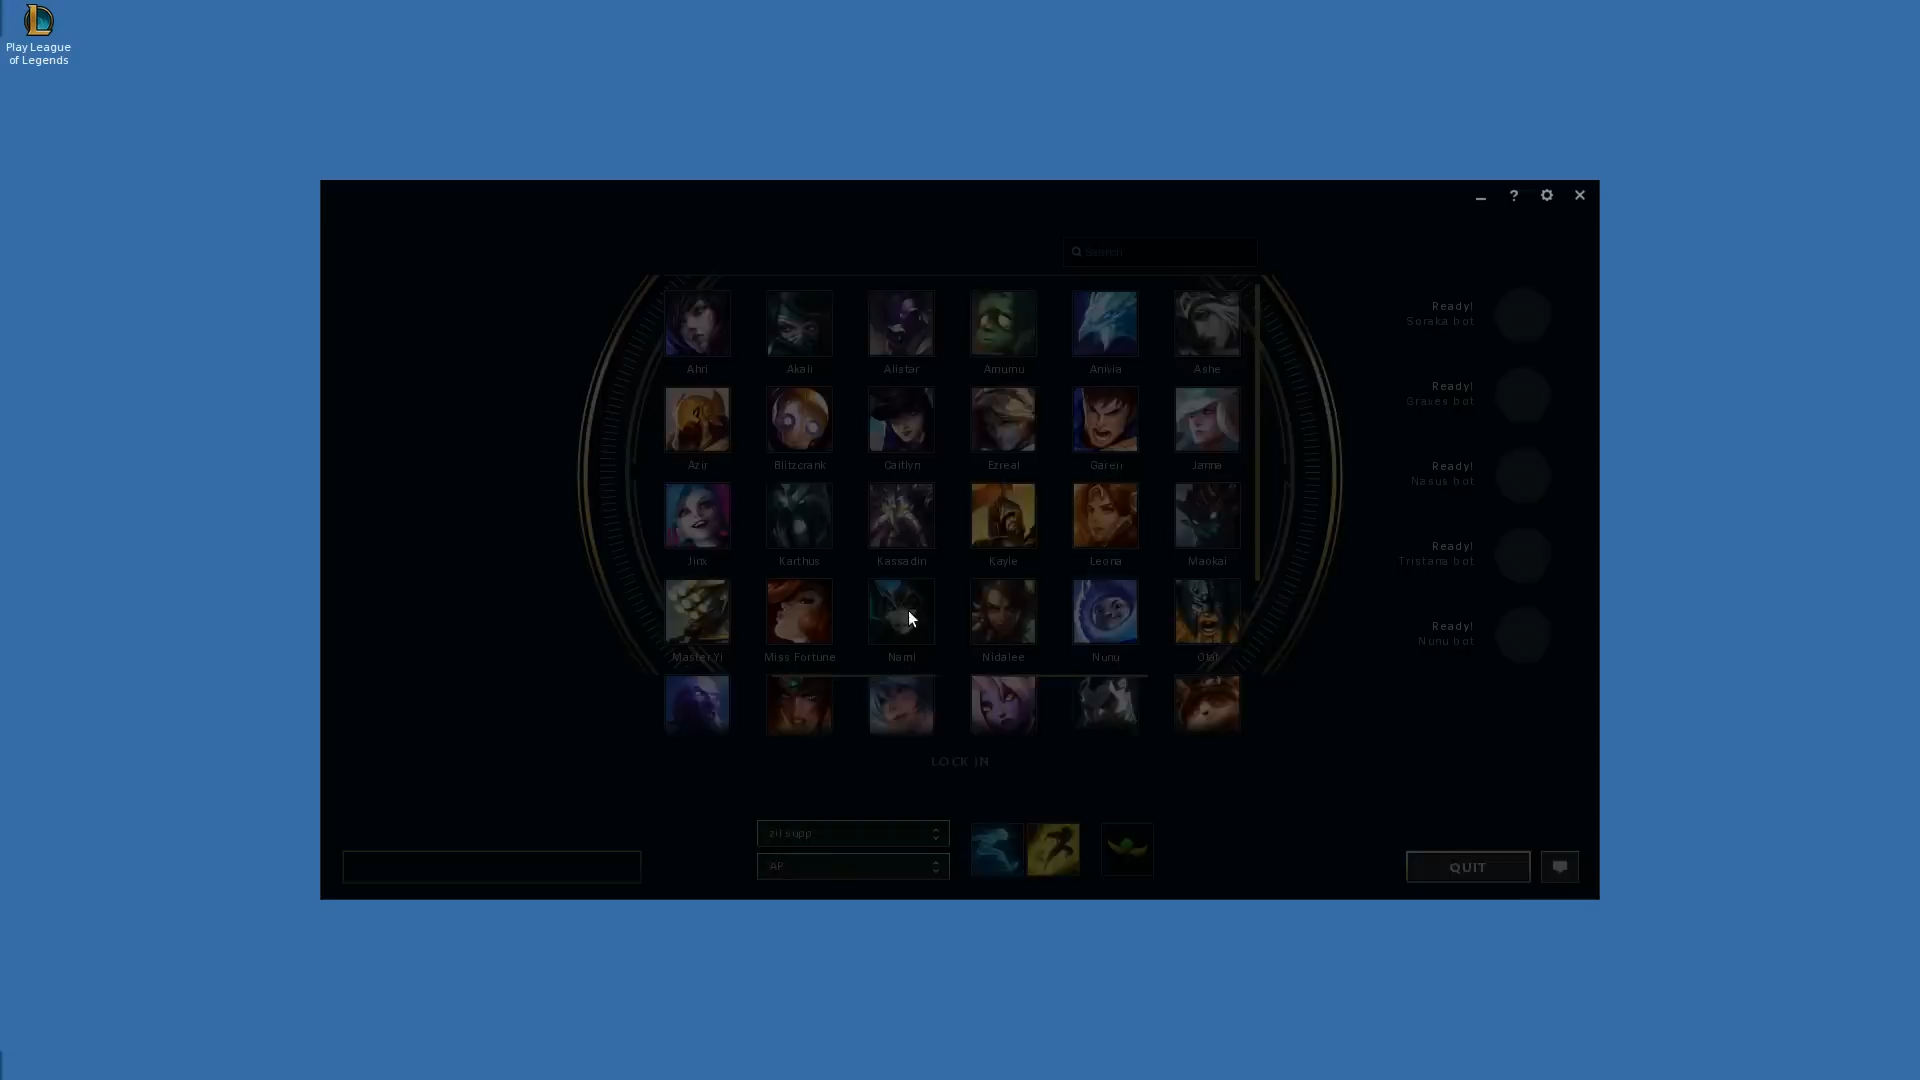 Play League
of Legends
?
Search
Ahri Akali Alistar Amumu Anivia Ashe
Ready!
Soraka bot
Ready!
Graves bot
Azir Blitzcrank Caitlyn Ezreal Garen Janna
Ready!
Nasus bot
Jinx Karthus Kassadin Kayle Leona Maokai
Ready!
Tristana bot
Master Yi Miss Fortune Nami Nidalee Nunu Olaf
Ready!
Nunu bot
LOCK IN
zil supp
AP
QUIT